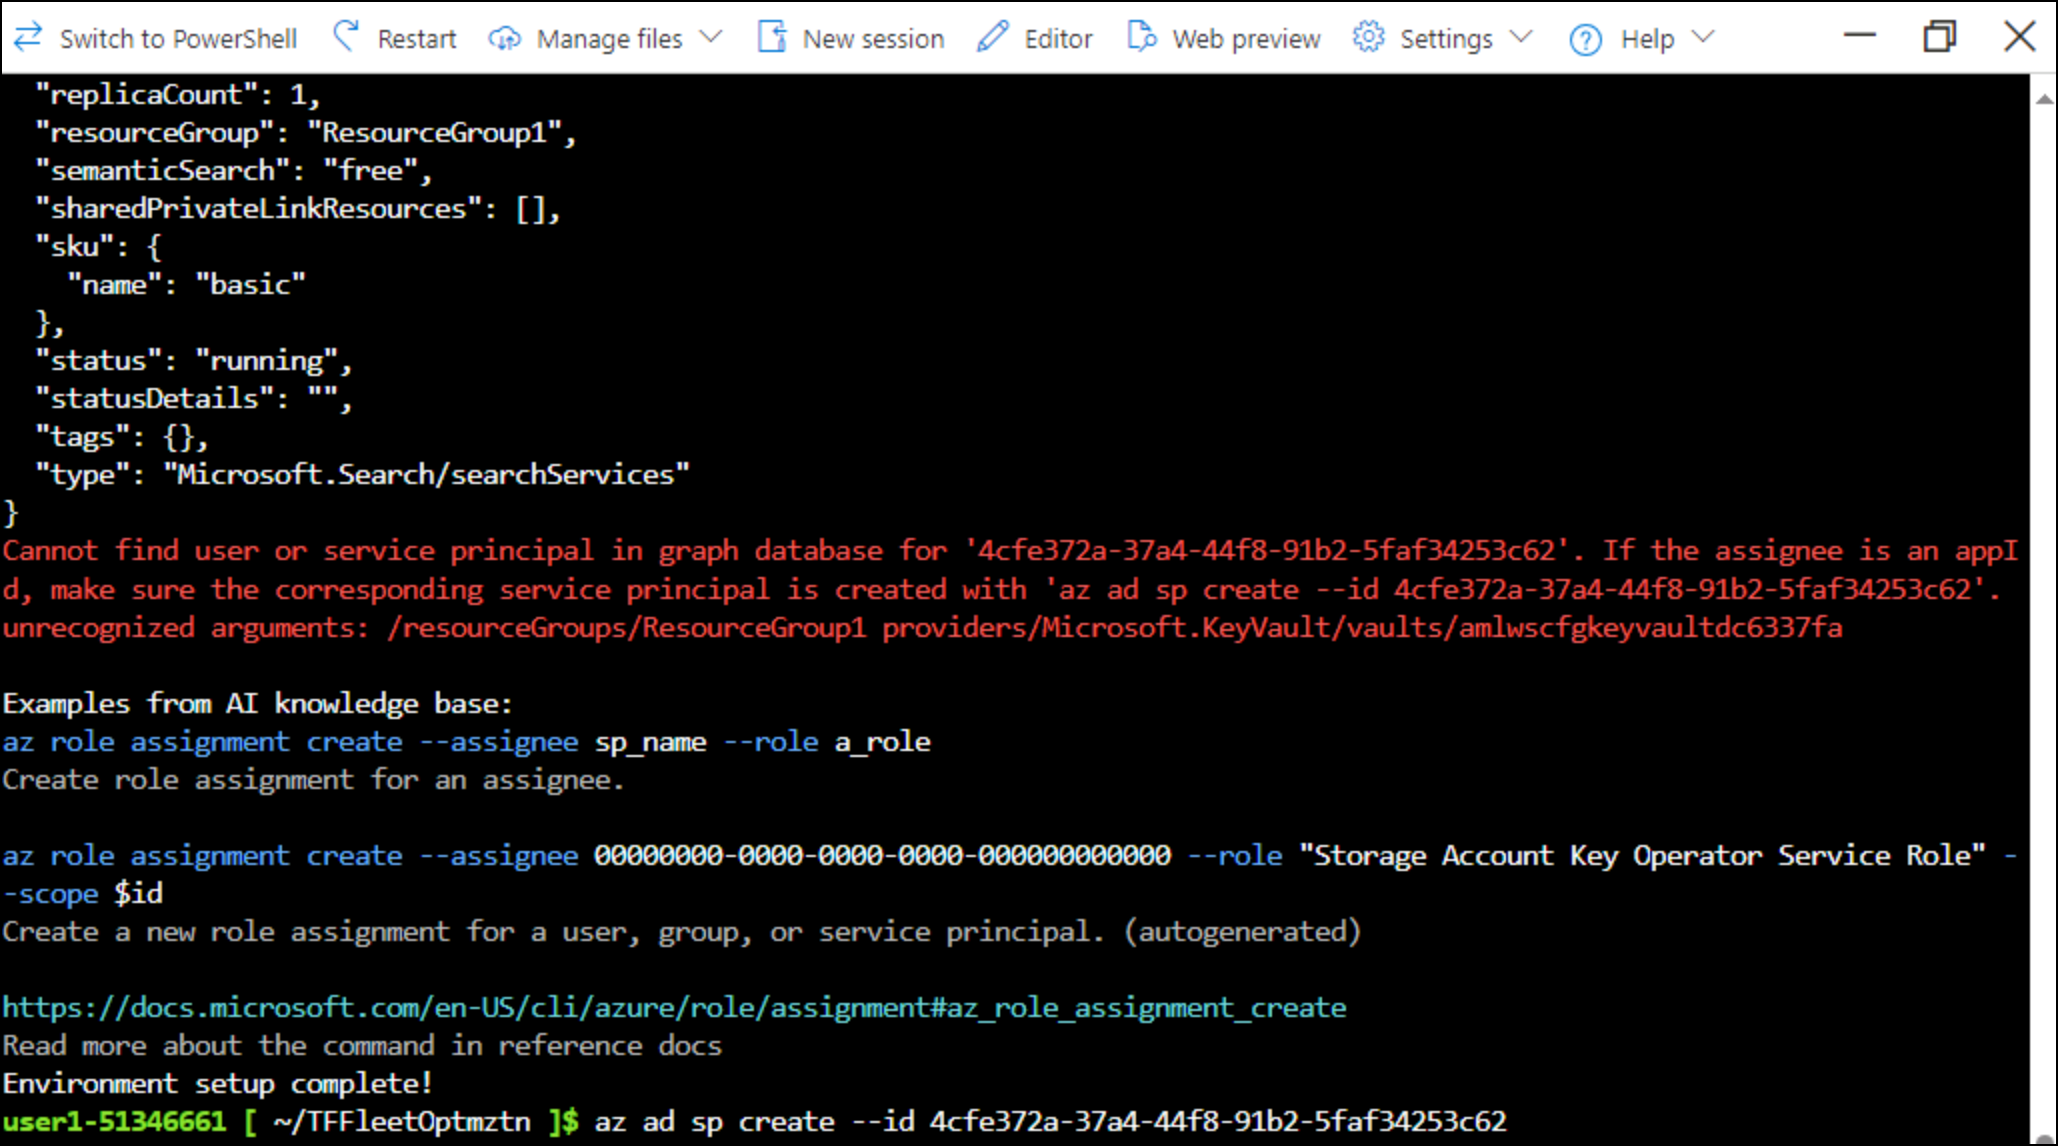 Switch to PowerShell Restart Manage files New session Editor Web preview Settings Help
"replicaCount": 1,
"resourceGroup": "ResourceGroup1",
"semanticSearch": "free",
"sharedPrivateLinkResources": [],
"sku": {
"name": "basic"
},
"status": "running",
"statusDetails": "",
"tags": {},
"type": "Microsoft.Search/searchServices"
}
Cannot find user or service principal in graph database for '4cfe372a-37a4-44f8-91b2-5faf34253c62'. If the assignee is an appI
d, make sure the corresponding service principal is created with 'az ad sp create --id 4cfe372a-37a4-44f8-91b2-5faf34253c62'.
unrecognized arguments: /resourceGroups/ResourceGroup1 providers/Microsoft.KeyVault/vaults/amlwscfgkeyvaultdc6337fa
Examples from AI knowledge base:
az role assignment create --assignee sp_name --role a_role
Create role assignment for an assignee.
az role assignment create --assignee 00000000-0000-0000-0000-000000000000 --role "Storage Account Key Operator Service Role" -
-scope $id
Create a new role assignment for a user, group, or service principal. (autogenerated)
https://docs.microsoft.com/en-US/cli/azure/role/assignment#az_role_assignment_create
Read more about the command in reference docs
Environment setup complete!
user1-51346661 [ ~/TFFleetOptmztn ]$ az ad sp create --id 4cfe372a-37a4-44f8-91b2-5faf34253c62